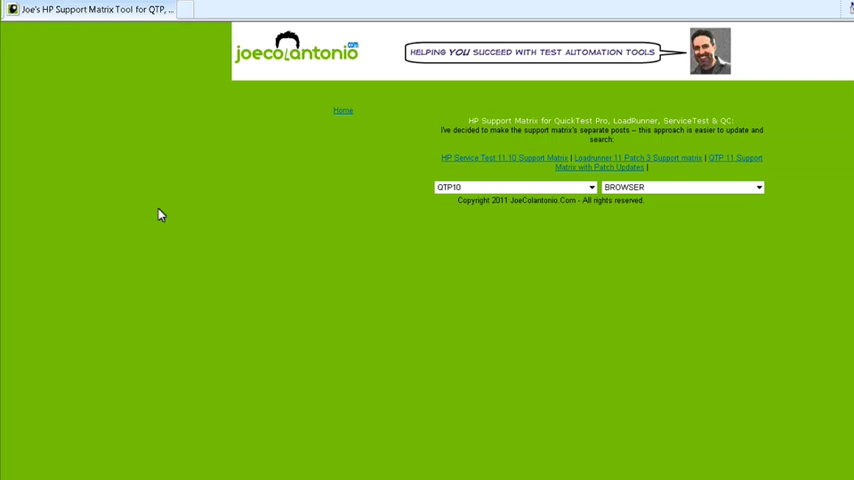 Joe's HP Support Matrix Tool for QTP, ...
joecolantonio
.com
HELPING YOU SUCCEED WITH TEST AUTOMATION TOOLS
Home
HP Support Matrix for QuickTest Pro, LoadRunner, ServiceTest & QC:
I've decided to make the support matrix's separate posts -- this approach is easier to update and
search:
HP Service Test 11.10 Support Matrix | Loadrunner 11 Patch 3 Support matrix | QTP 11 Support
Matrix with Patch Updates |
QTP10
BROWSER
Copyright 2011 JoeColantonio.Com - All rights reserved.